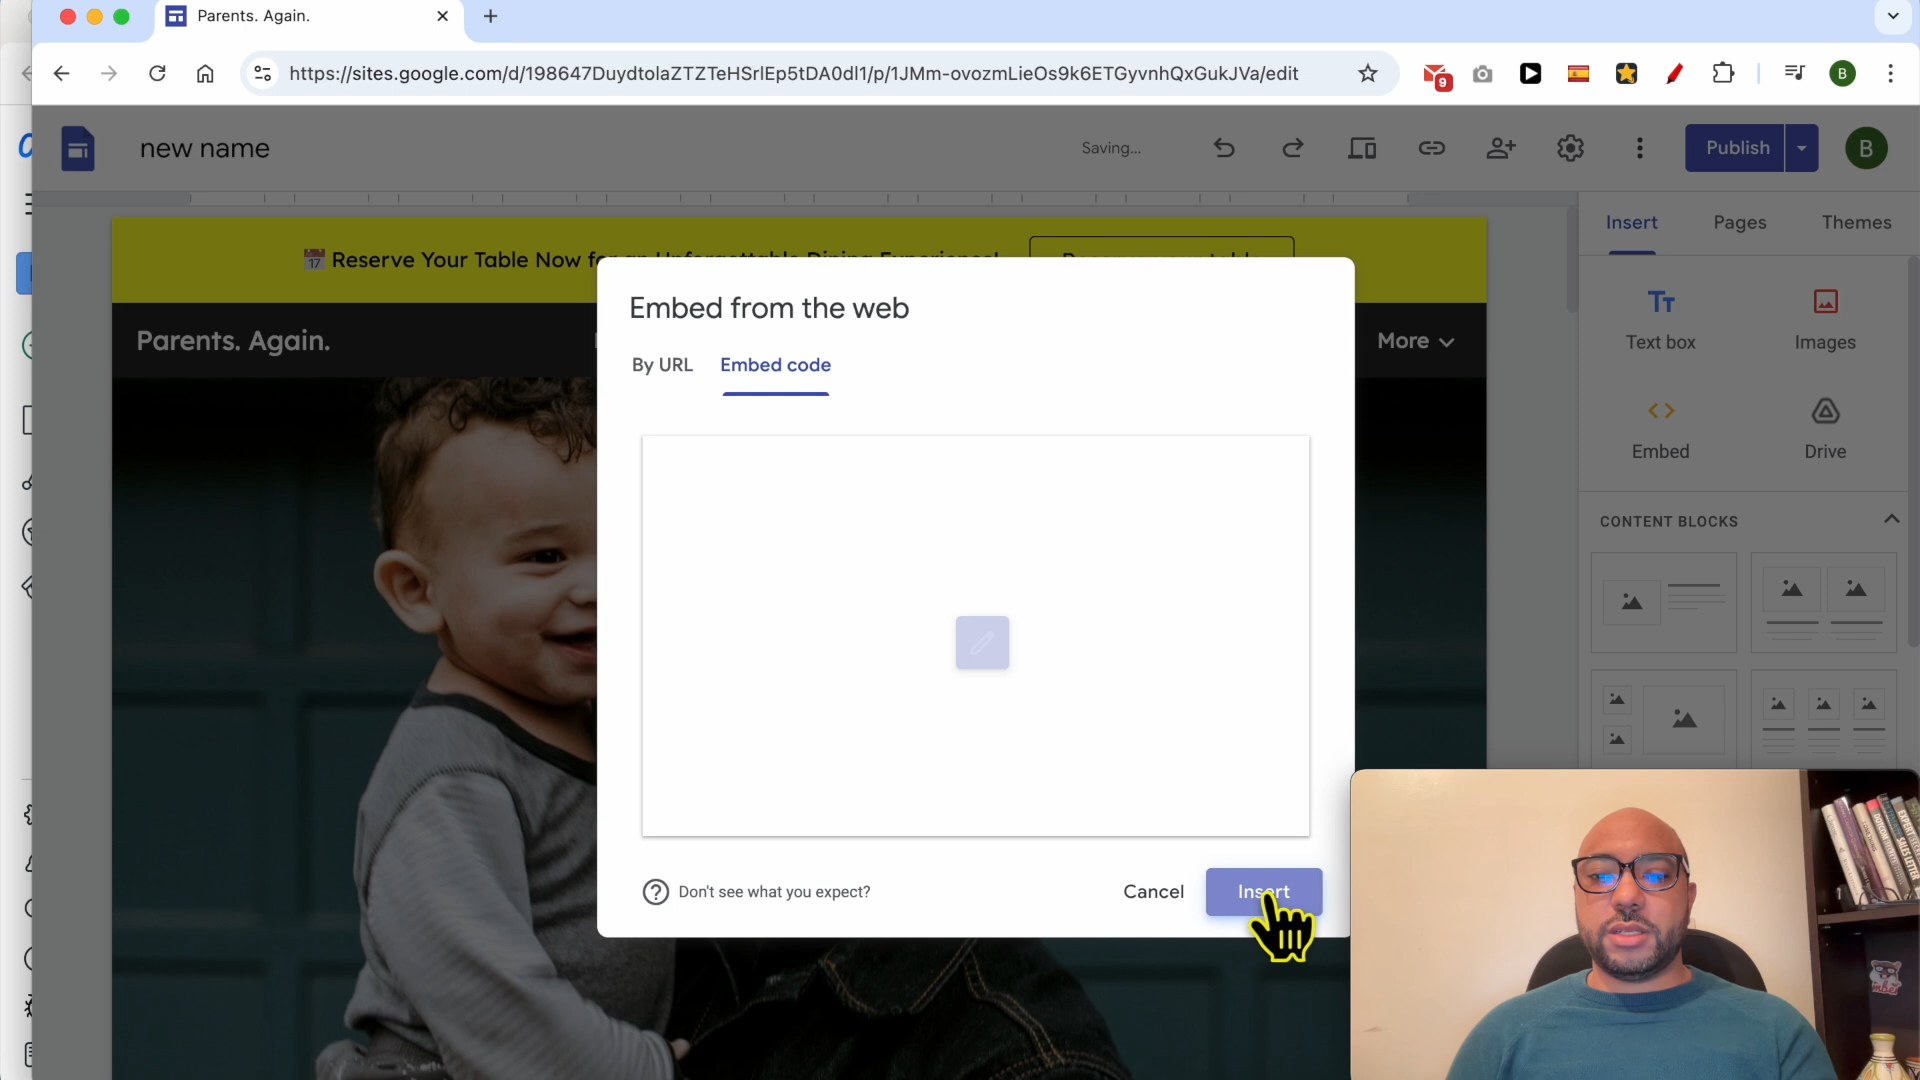 Parents. Again.
https://sites.google.com/d/198647DuydtolaZTZTeHSrlEp5tDA0dl1/p/1JMm-ovozmLieOs9k6ETGyvnhQxGukJVa/edit
9
B
new name
Saving...
Publish
B
Insert
Pages
Themes
17 Reserve Your Table Now for an Unforgettable Dining Experience!
Parents. Again.
More
Embed from the web
By URL
Embed code
Text box
Images
Embed
Drive
CONTENT BLOCKS
Don't see what you expect?
Cancel
Insert